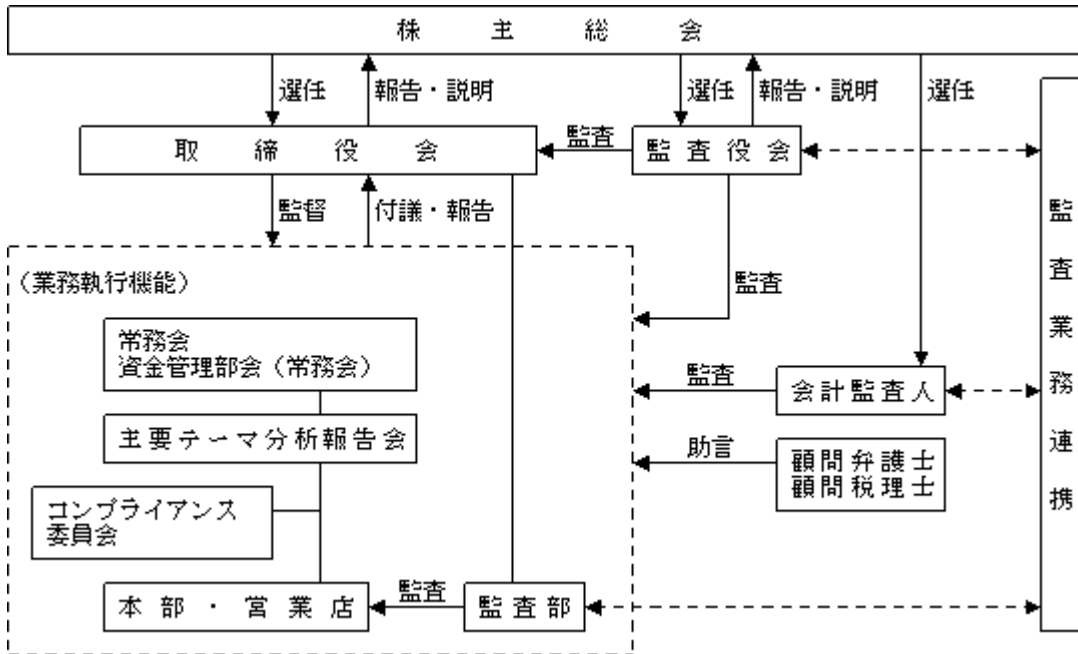 株主総会
選任
報告・説明
選任
報告・説明
選任
取締役会
監査
監査役会
監査業務連携
監督
付議・報告
(業務執行機能)
監査
常務会
資金管理部会(常務会)
監査
会計監査人
主要テーマ分析報告会
助言
顧問弁護士
顧問税理士
コンプライアンス
委員会
本部・営業店
監査
監査部